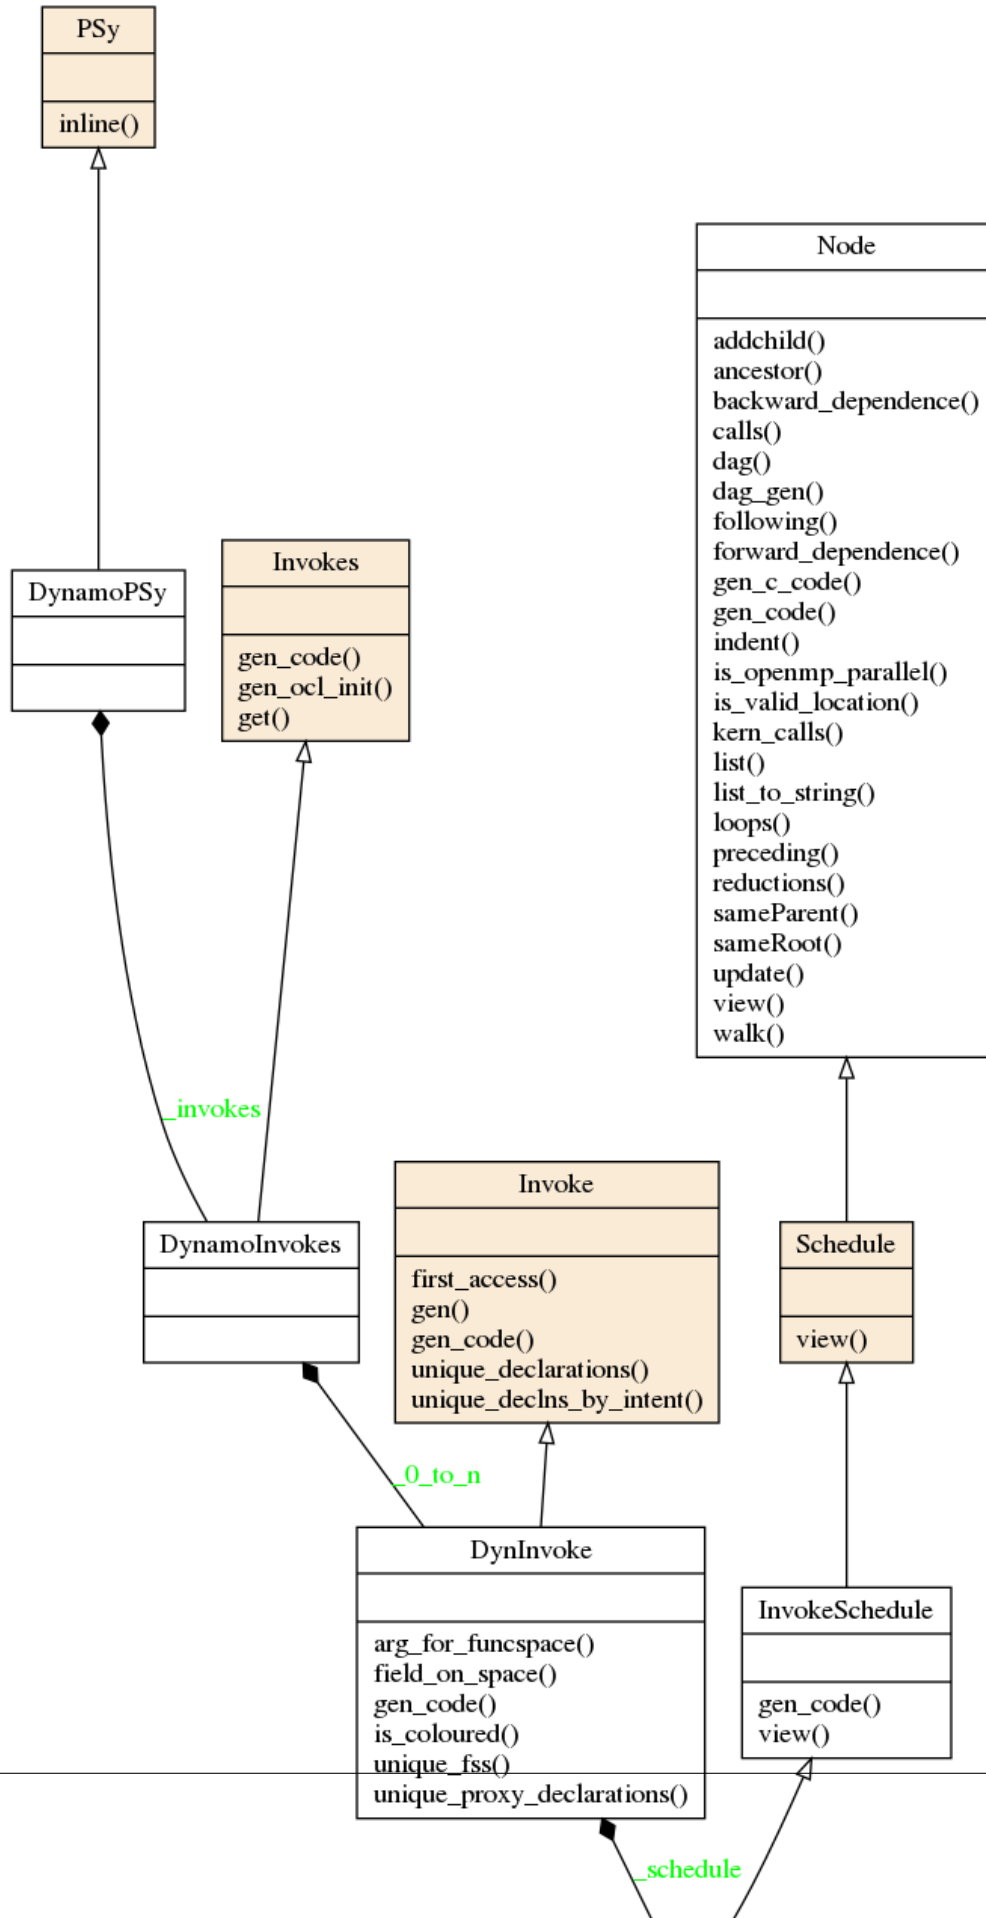 PSy
inline()
Node
addchild()
ancestor()
backward_dependence()
calls()
dag()
dag_gen()
following()
forward_dependence()
gen_c_code()
gen_code()
indent()
is_openmp_parallel()
is_valid_location()
kern_calls()
list()
list_to_string()
loops()
preceding()
reductions()
sameParent()
sameRoot()
update()
view()
walk()
DynamoPSy
Invokes
gen_code()
gen_ocl_init()
get()
_invokes
DynamoInvokes
Invoke
first_access()
gen()
gen_code()
unique_declarations()
unique_declns_by_intent()
Schedule
view()
_0_to_n
DynInvoke
arg_for_funcspace()
field_on_space()
gen_code()
is_coloured()
unique_fss()
unique_proxy_declarations()
InvokeSchedule
gen_code()
view()
_schedule